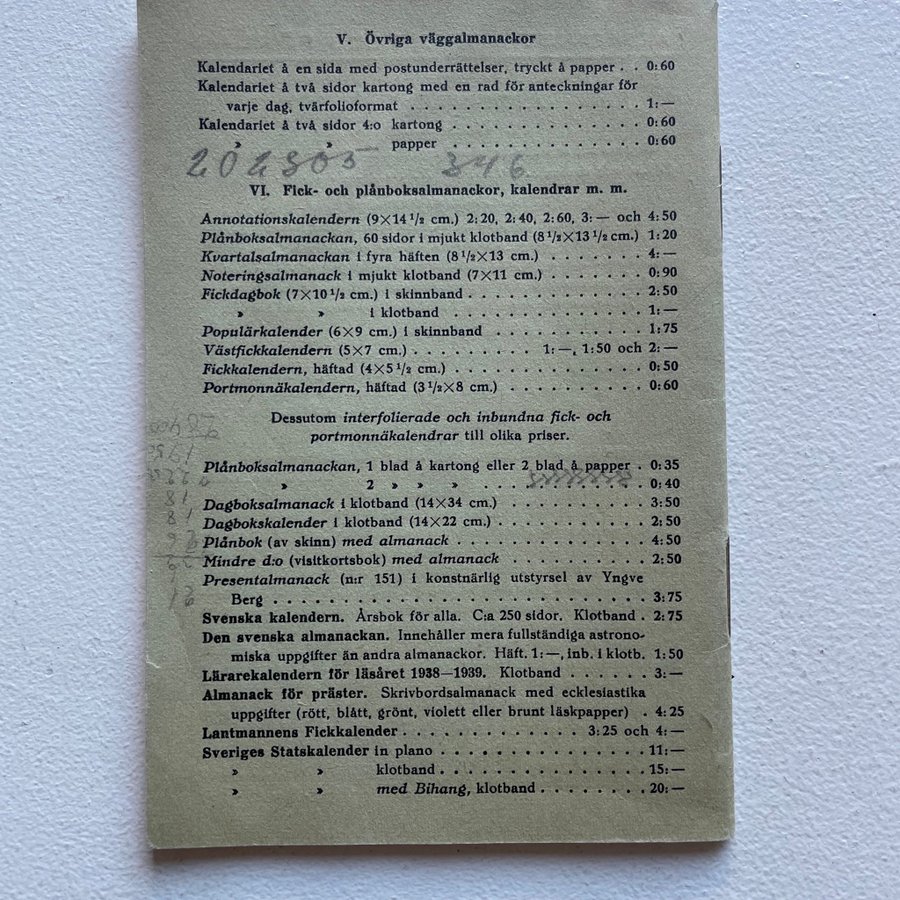 V. Övriga väggalmanackor
Kalendariet å en sida med postunderrättelser, tryckt å papper . . 0:60
Kalendariet å två sidor kartong med en rad för anteckningar för
varje dag, tvärfolioformat . . . . . . . . . . . . . . . . 1:—
Kalendariet å två sidor 4:o kartong . . . . . . . . . . . . . . . 0:60
» » papper . . . . . . . . . . . . . . . 0:60
202305 346
VI. Fick- och plånboksalmanackor, kalendrar m. m.
Annotationskalendern (9×14 1/2 cm.) 2:20, 2:40, 2:60, 3:— och 4:50
Plånboksalmanackan, 60 sidor i mjukt klotband (8 1/2×13 1/2 cm.) 1:20
Kvartalsalmanackan i fyra häften (8 1/2×13 cm.) . . . . . . . 4:—
Noteringsalmanack i mjukt klotband (7×11 cm.) . . . . . . . 0:90
Fickdagbok (7×10 1/2 cm.) i skinnband . . . . . . . . . . . . . 2:50
» » i klotband . . . . . . . . . . . . . . 1:—
Populärkalender (6×9 cm.) i skinnband . . . . . . . . . . . . 1:75
Västfickkalendern (5×7 cm.) . . . . . . . . . 1:—, 1:50 och 2:—
Fickkalendern, häftad (4×5 1/2 cm.) . . . . . . . . . . . . . . 0:50
Portmonnäkalendern, häftad (3 1/2×8 cm.) . . . . . . . . . . 0:60
Dessutom interfolierade och inbundna fick- och
portmonnäkalendrar till olika priser.
Plånboksalmanackan, 1 blad å kartong eller 2 blad å papper . 0:35
» 2 » » » . . . . . . . . . . 0:40
Dagboksalmanack i klotband (14×34 cm.) . . . . . . . . . . . 3:50
Dagbokskalender i klotband (14×22 cm.) . . . . . . . . . . . 2:50
Plånbok (av skinn) med almanack . . . . . . . . . . . . . . . 4:50
Mindre d:o (visitkortsbok) med almanack . . . . . . . . . . . 2:50
Presentalmanack (n:r 151) i konstnärlig utstyrsel av Yngve
Berg . . . . . . . . . . . . . . . . . . . . . . . . . . . . . . 3:75
Svenska kalendern. Årsbok för alla. C:a 250 sidor. Klotband . 2:75
Den svenska almanackan. Innehåller mera fullständiga astrono-
miska uppgifter än andra almanackor. Häft. 1:—, inb. i klotb. 1:50
Lärarekalendern för läsåret 1938—1939. Klotband . . . . . . 3:—
Almanack för präster. Skrivbordsalmanack med ecklesiastika
uppgifter (rött, blått, grönt, violett eller brunt läskpapper) . 4:25
Lantmannens Fickkalender . . . . . . . . . . . . . 3:25 och 4:—
Sveriges Statskalender in plano . . . . . . . . . . . . . . . . . 11:—
» » klotband . . . . . . . . . . . . . . . 15:—
» » med Bihang, klotband . . . . . . . . 20:—